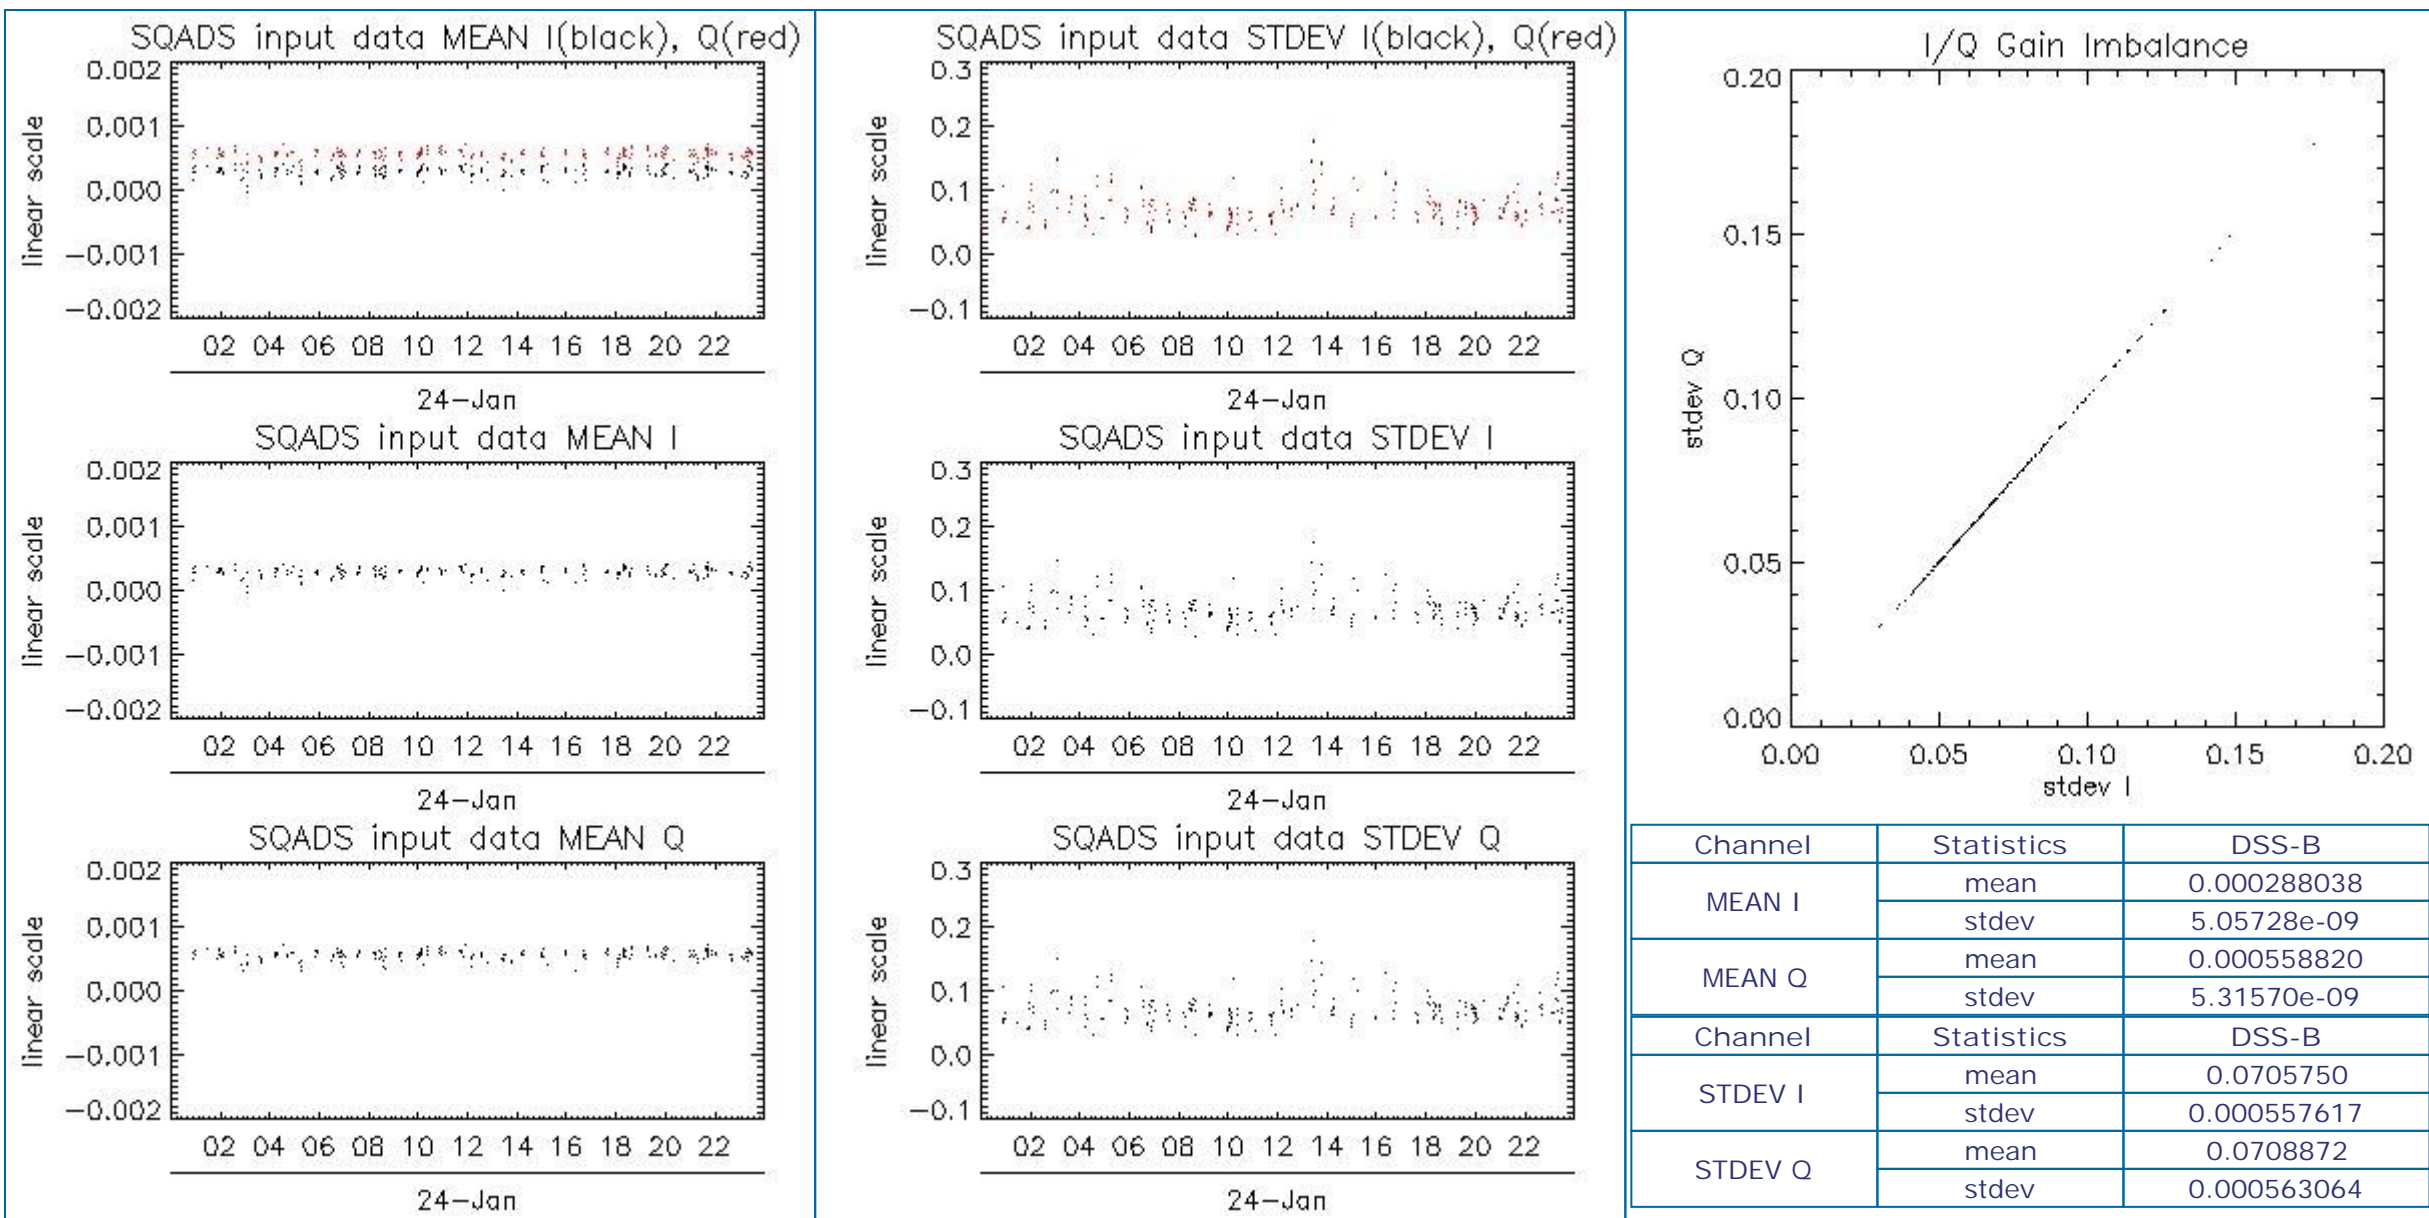 SQADS input data MEAN I(black), Q(red)
0.002
0.001
0.000
−0.001
−0.002
linear scale
02 04 06 08 10 12 14 16 18 20 22
24−Jan
SQADS input data MEAN I
0.002
0.001
0.000
−0.001
−0.002
linear scale
02 04 06 08 10 12 14 16 18 20 22
24−Jan
SQADS input data MEAN Q
0.002
0.001
0.000
−0.001
−0.002
linear scale
02 04 06 08 10 12 14 16 18 20 22
24−Jan
SQADS input data STDEV I(black), Q(red)
0.3
0.2
0.1
0.0
−0.1
linear scale
02 04 06 08 10 12 14 16 18 20 22
24−Jan
SQADS input data STDEV I
0.3
0.2
0.1
0.0
−0.1
linear scale
02 04 06 08 10 12 14 16 18 20 22
24−Jan
SQADS input data STDEV Q
0.3
0.2
0.1
0.0
−0.1
linear scale
02 04 06 08 10 12 14 16 18 20 22
24−Jan
I/Q Gain Imbalance
0.20
0.15
0.10
0.05
0.00
stdev Q
0.00 0.05 0.10 0.15 0.20
stdev I
Channel Statistics DSS-B
MEAN I mean 0.000288038
stdev 5.05728e-09
MEAN Q mean 0.000558820
stdev 5.31570e-09
Channel Statistics DSS-B
STDEV I mean 0.0705750
stdev 0.000557617
STDEV Q mean 0.0708872
stdev 0.000563064